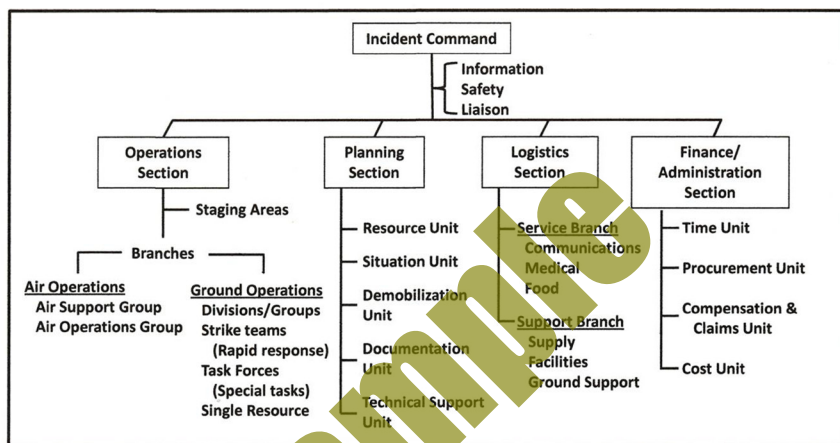 Incident Command
Information
Safety
Liaison
Operations
Section
Planning
Section
Logistics
Section
Finance/
Administration
Section
Staging Areas
Branches
Air Operations
Air Support Group
Air Operations Group
Ground Operations
Divisions/Groups
Strike teams
(Rapid response)
Task Forces
(Special tasks)
Single Resource
Resource Unit
Situation Unit
Demobilization
Unit
Documentation
Unit
Technical Support
Unit
Service Branch
Communications
Medical
Food
Support Branch
Supply
Facilities
Ground Support
Time Unit
Procurement Unit
Compensation &
Claims Unit
Cost Unit